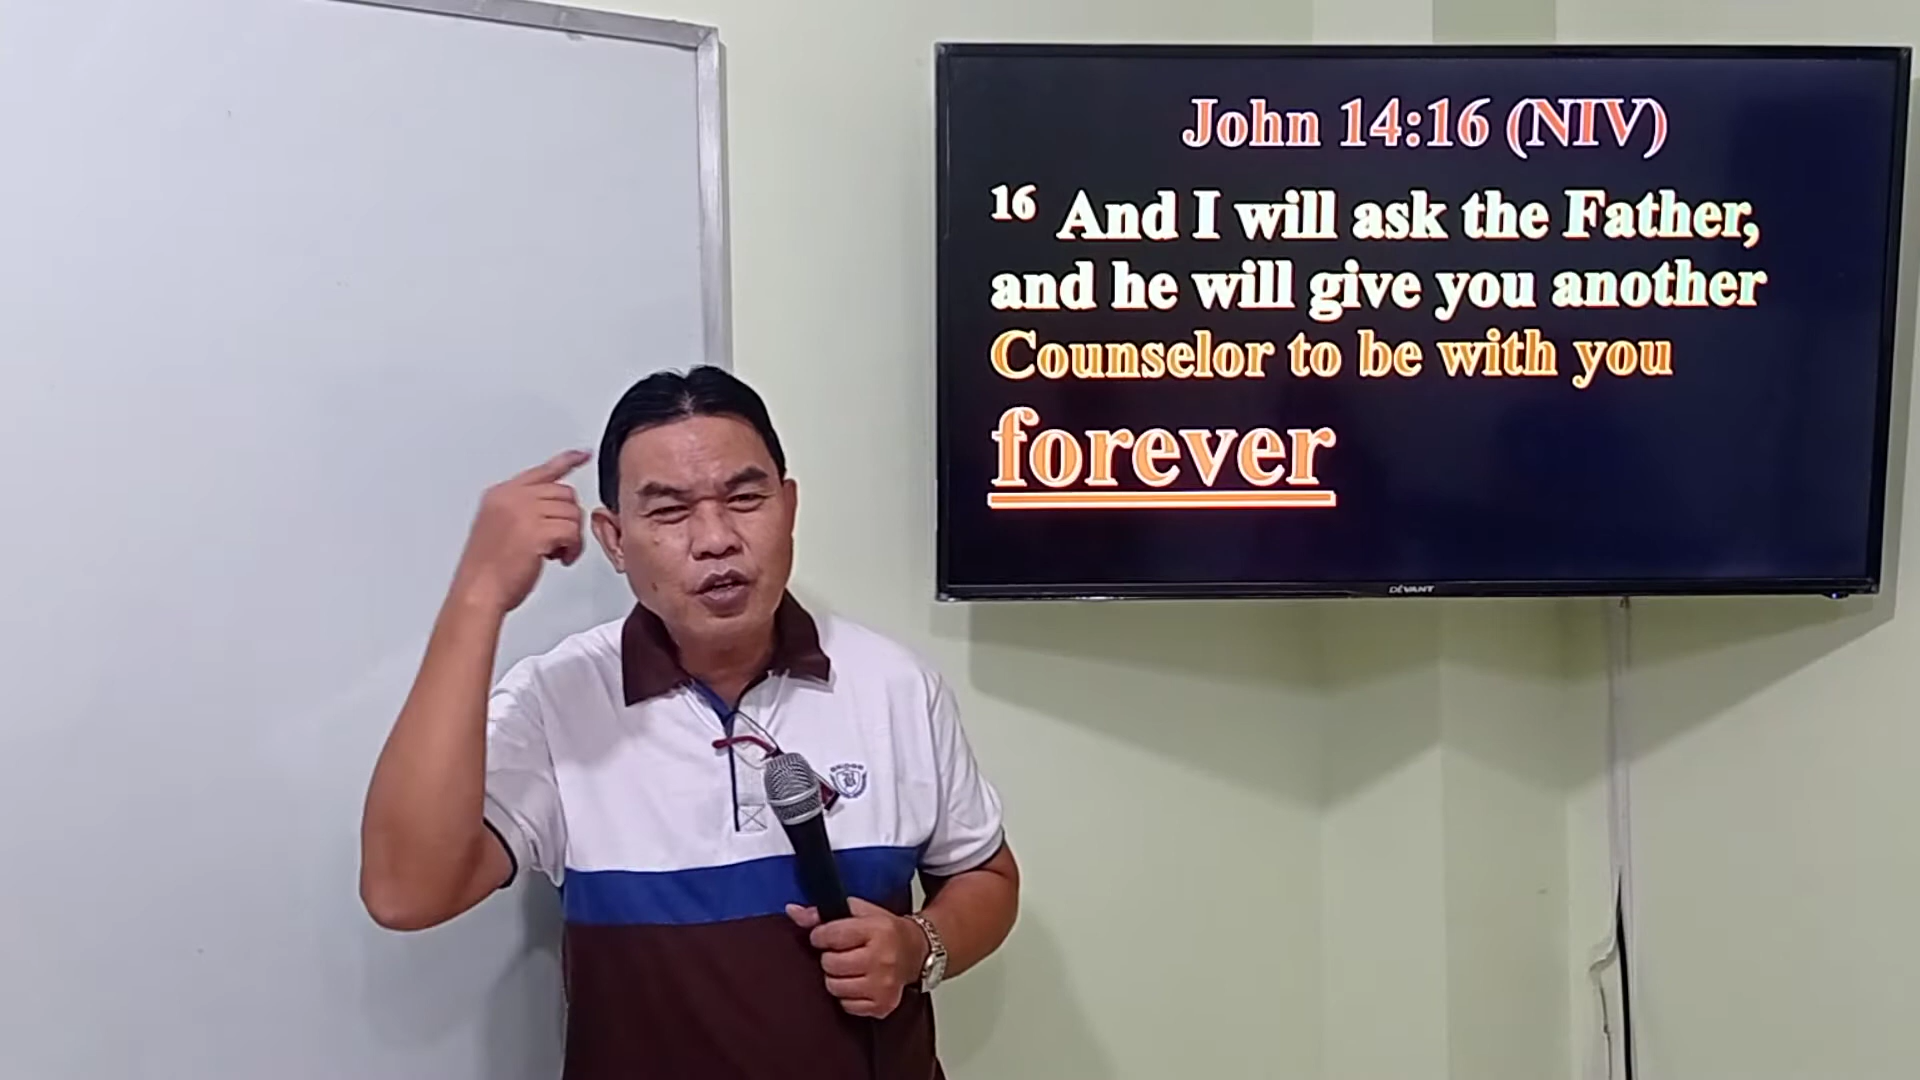 John 14:16 (NIV)
16 And I will ask the Father,
and he will give you another
Counselor to be with you
forever
DEVANT